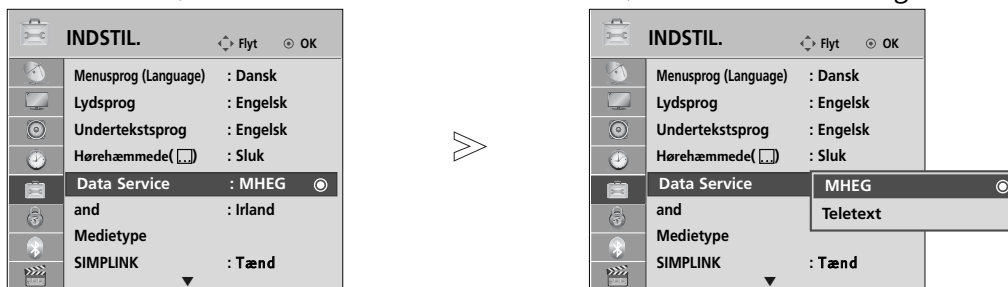 INDSTIL. Flyt OK
Menusprog (Language) : Dansk
Lydsprog : Engelsk
Undertekstsprog : Engelsk
Hørehæmmede( ) : Sluk
Data Service : MHEG
and : Irland
Medietype
SIMPLINK : Tænd
INDSTIL. Flyt OK
Menusprog (Language) : Dansk
Lydsprog : Engelsk
Undertekstsprog : Engelsk
Hørehæmmede( ) : Sluk
Data Service
MHEG
and
Teletext
Medietype
SIMPLINK : Tænd